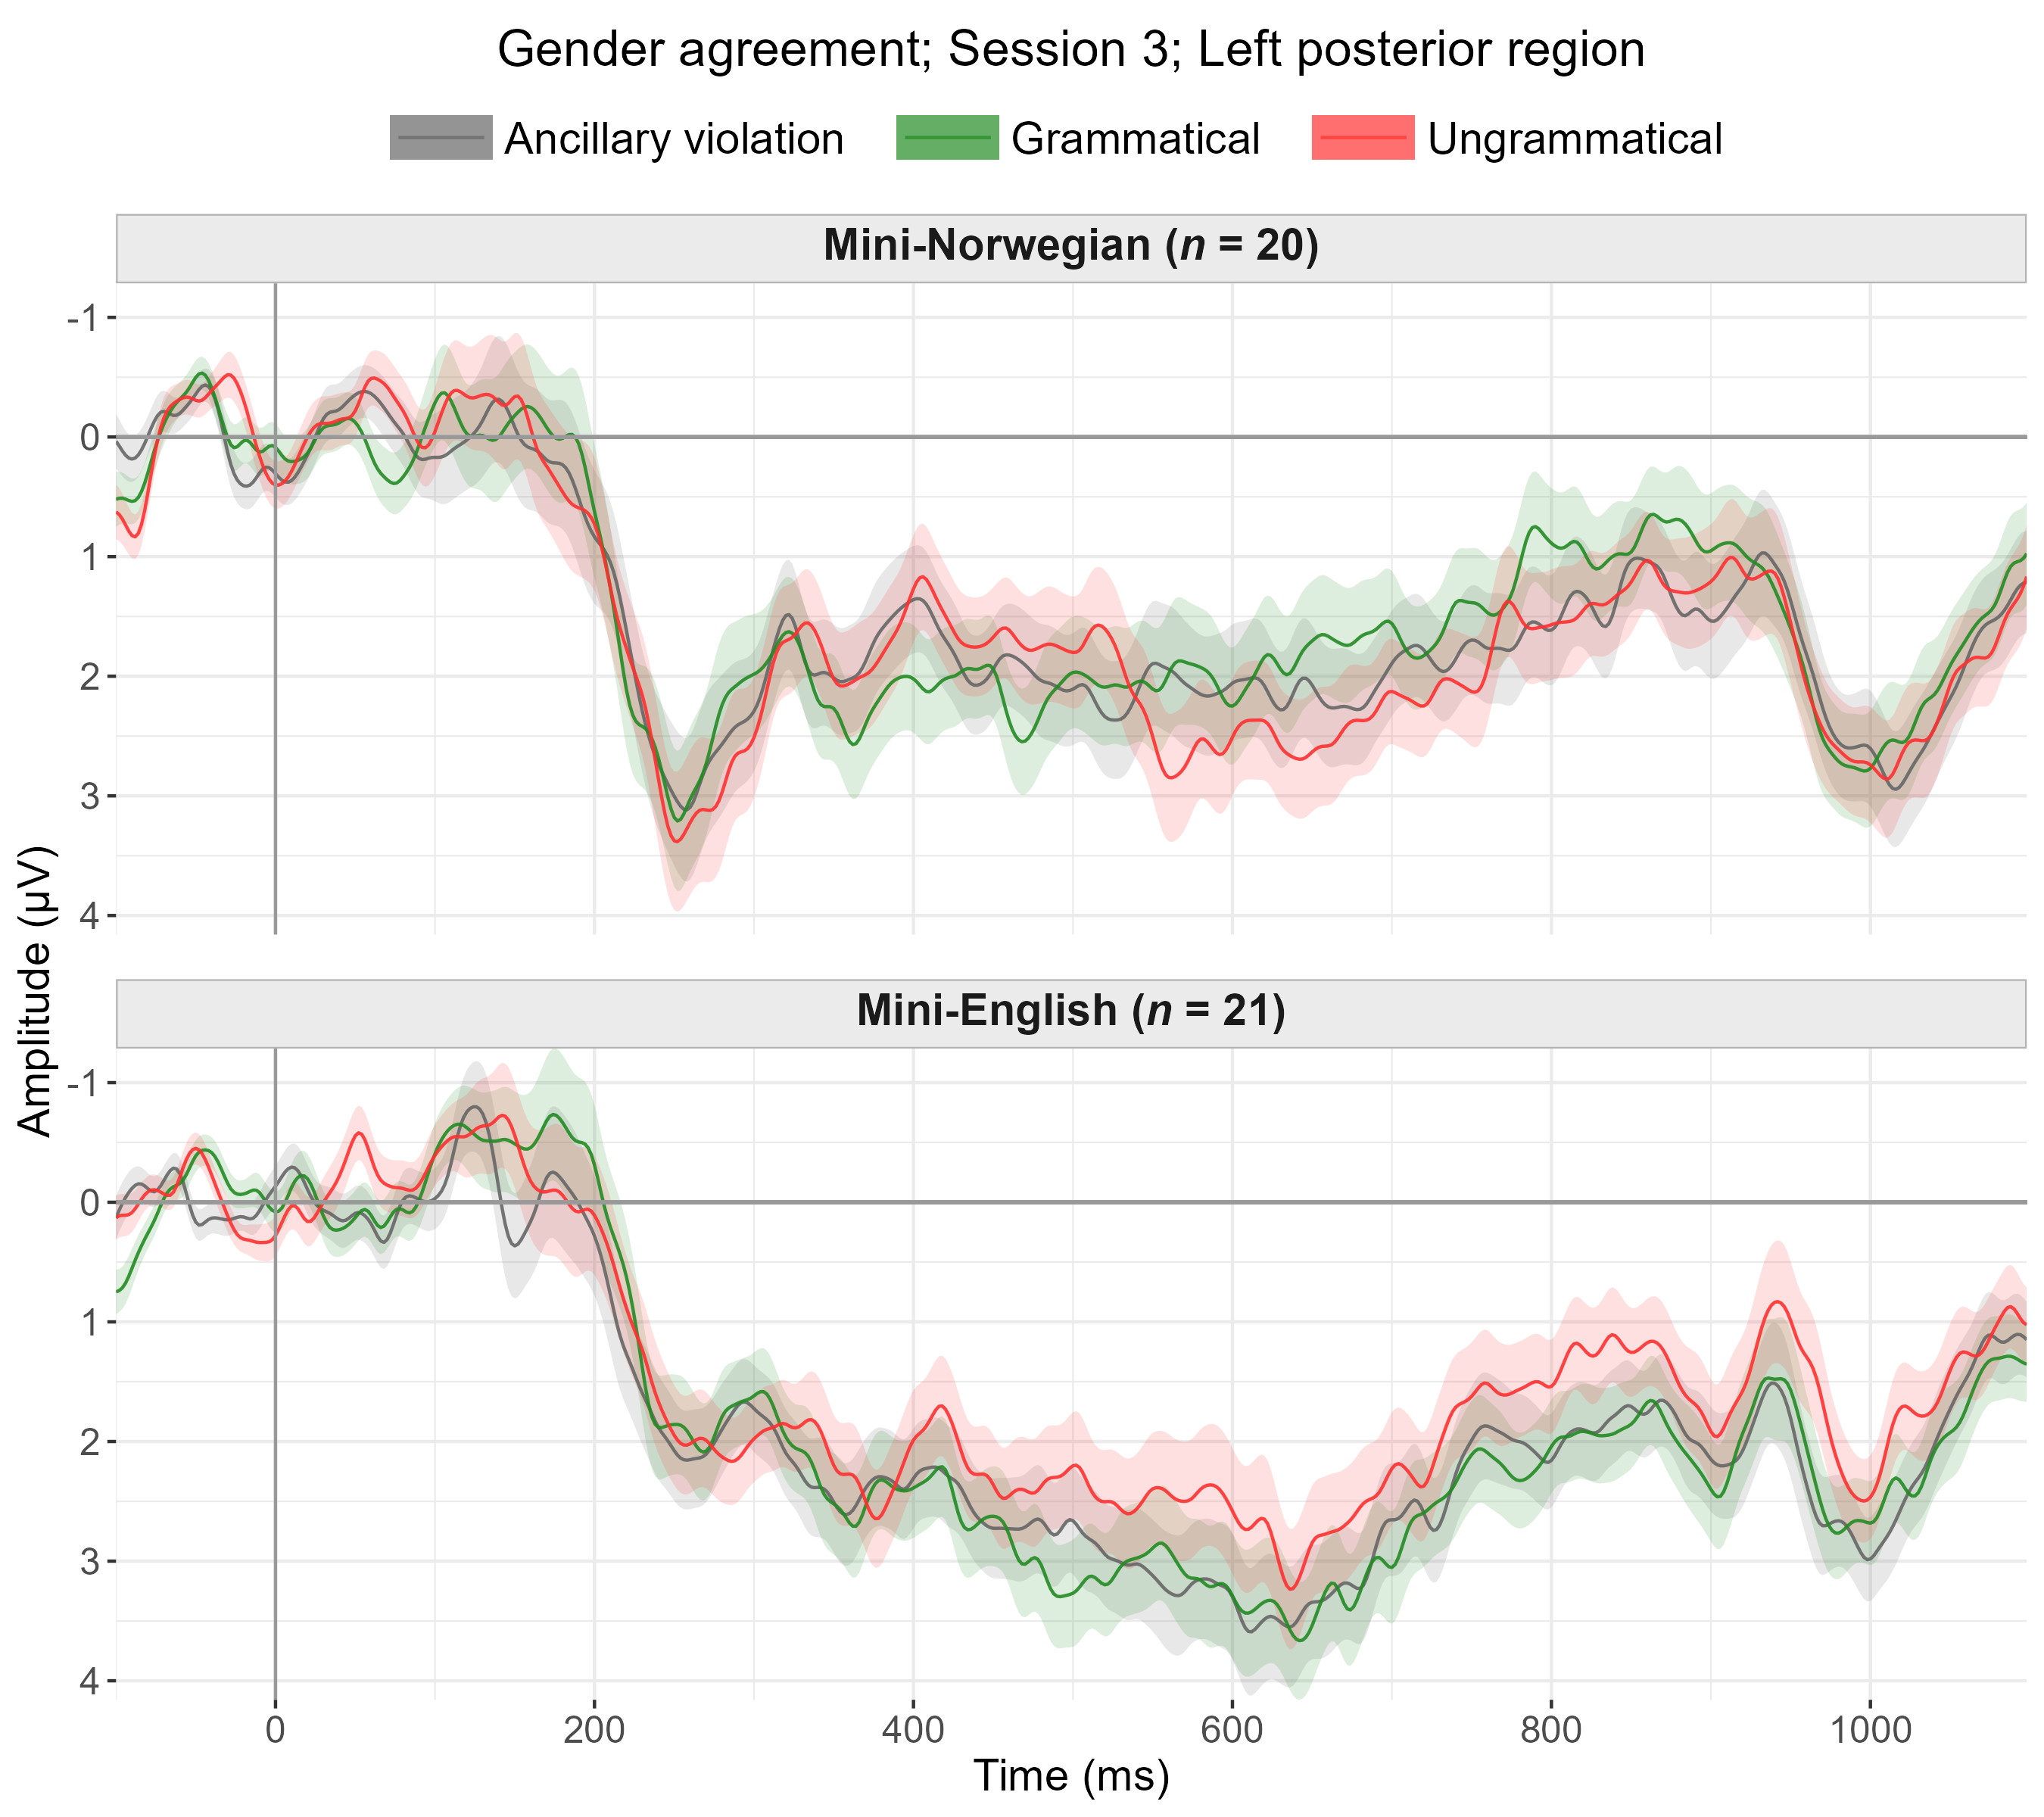 Gender agreement; Session 3; Left posterior region
Ancillary violation Grammatical Ungrammatical
Mini-Norwegian (n = 20)
-1
0
1
2
3
4
Amplitude (µV)
Mini-English (n = 21)
-1
0
1
2
3
4
0 200 400 600 800 1000
Time (ms)